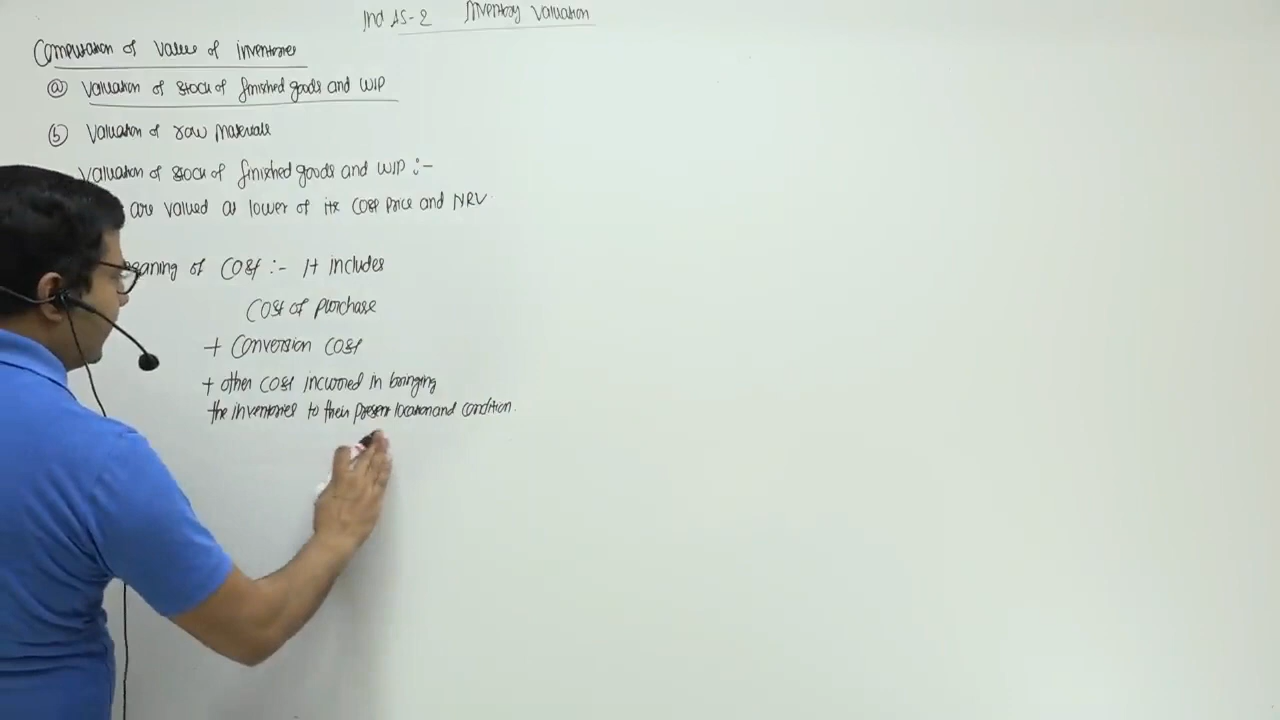 Ind AS-2 Inventory Valuation
Computation of Value of inventories
(a) Valuation of stock of finished goods and WIP
(b) Valuation of raw materials
Valuation of stock of finished goods and WIP :-
are valued at lower of its cost price and NRV.
of Cost :- It includes
Cost of purchase
+ Conversion cost
+ other cost incurred in bringing
the inventories to their present location and condition.